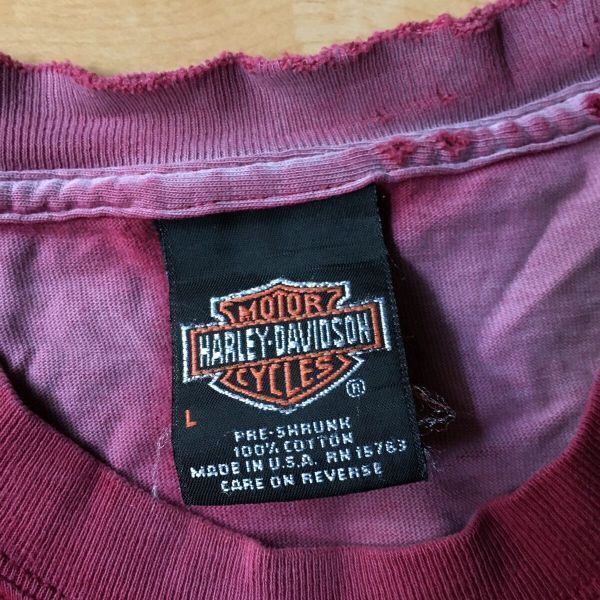 MOTOR
HARLEY-DAVIDSON
CYCLES
®
L
PRE-SHRUNK
100% COTTON
MADE IN U.S.A. RN 15763
CARE ON REVERSE